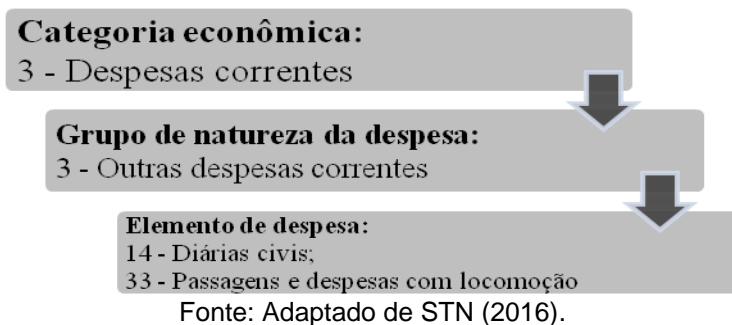 Categoria econômica:
3 - Despesas correntes
Grupo de natureza da despesa:
3 - Outras despesas correntes
Elemento de despesa:
14 - Diárias civis;
33 - Passagens e despesas com locomoção
Fonte: Adaptado de STN (2016).